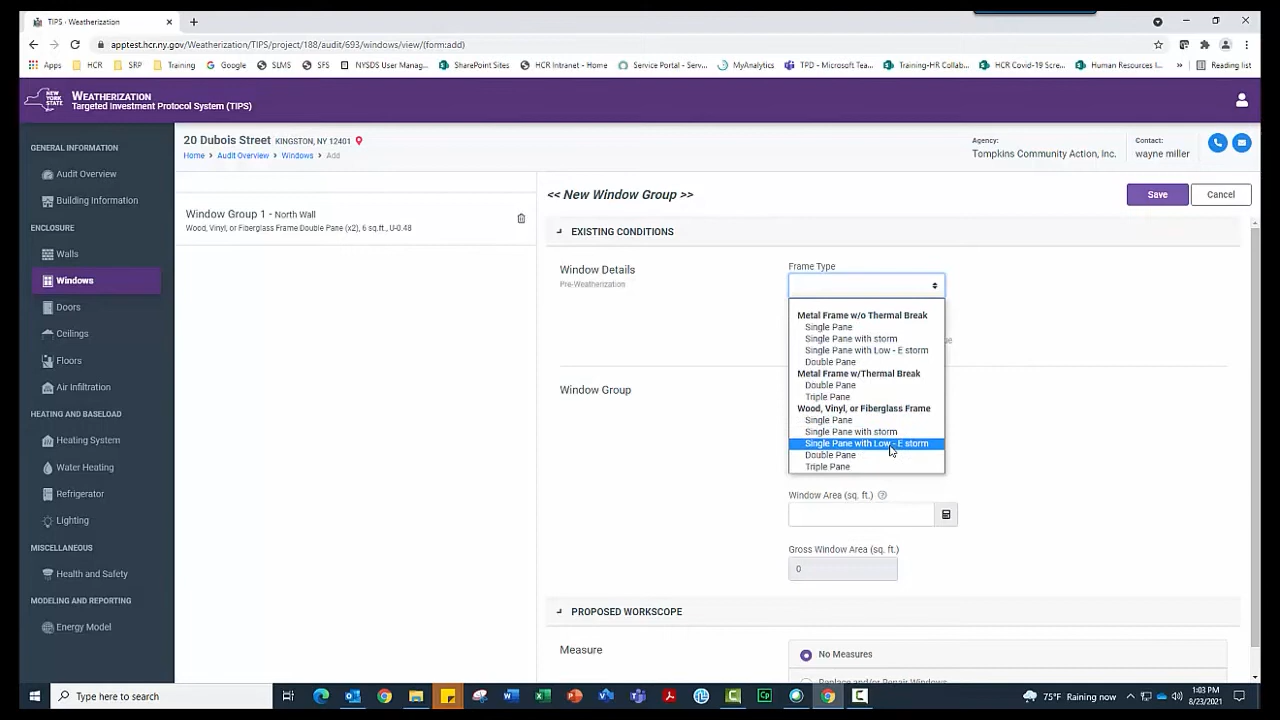 TIPS - Weatherization
apptest.hcr.ny.gov/Weatherization/TIPS/project/188/audit/693/windows/view/(form:add)
Apps HCR SRP Training Google SLMS SFS NYSDS User Manag... SharePoint Sites HCR Intranet - Home Service Portal - Serv... MyAnalytics TPD - Microsoft Tea... Training-HR Collab... HCR Covid-19 Scre... Human Resources I... » Reading list
WEATHERIZATION
Targeted Investment Protocol System (TIPS)
GENERAL INFORMATION
Audit Overview
Building Information
ENCLOSURE
Walls
Windows
Doors
Ceilings
Floors
Air Infiltration
HEATING AND BASELOAD
Heating System
Water Heating
Refrigerator
Lighting
MISCELLANEOUS
Health and Safety
MODELING AND REPORTING
Energy Model
20 Dubois Street KINGSTON, NY 12401
Home > Audit Overview > Windows > Add
Agency:
Tompkins Community Action, Inc.
Contact:
wayne miller
Window Group 1 - North Wall
Wood, Vinyl, or Fiberglass Frame Double Pane (x2), 6 sq.ft., U-0.48
<< New Window Group >>
Save
Cancel
EXISTING CONDITIONS
Window Details
Pre-Weatherization
Frame Type
Metal Frame w/o Thermal Break
Single Pane
Single Pane with storm
Single Pane with Low - E storm
Double Pane
Metal Frame w/Thermal Break
Double Pane
Triple Pane
Wood, Vinyl, or Fiberglass Frame
Single Pane
Single Pane with storm
Single Pane with Low - E storm
Double Pane
Triple Pane
Window Group
Window Area (sq. ft.)
Gross Window Area (sq. ft.)
0
PROPOSED WORKSCOPE
Measure
No Measures
Replace and/or Repair Windows
Type here to search
75°F Raining now
1:03 PM
8/23/2021